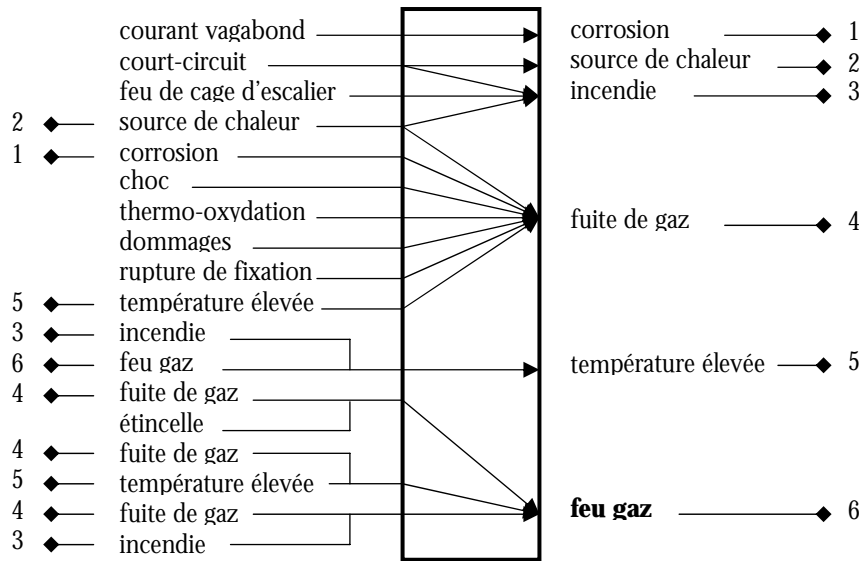 courant vagabond corrosion 1
court-circuit source de chaleur 2
feu de cage d'escalier incendie 3
2 source de chaleur
1 corrosion
choc
thermo-oxydation fuite de gaz 4
dommages
rupture de fixation
5 température élevée
3 incendie
6 feu gaz température élevée 5
4 fuite de gaz
étincelle
4 fuite de gaz
5 température élevée
4 fuite de gaz feu gaz 6
3 incendie